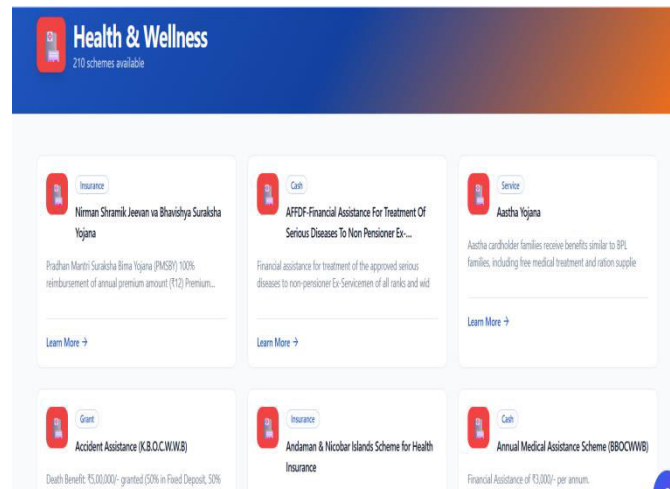 Health & Wellness
210 schemes available
Insurance
Nirman Shramik Jeevan va Bhavishya Suraksha
Yojana
Pradhan Mantri Suraksha Bima Yojana (PMSBY) 100%
reimbursement of annual premium amount (₹12) Premium...
Learn More →
Cash
AFFDF-Financial Assistance For Treatment Of
Serious Diseases To Non Pensioner Ex-...
Financial assistance for treatment of the approved serious
diseases to non-pensioner Ex-Servicemen of all ranks and wid
Learn More →
Service
Aastha Yojana
Aastha cardholder families receive benefits similar to BPL
families, including free medical treatment and ration supplie
Learn More →
Grant
Accident Assistance (K.B.O.C.W.W.B)
Death Benefit: ₹5,00,000/- granted (50% in Fixed Deposit, 50%
Insurance
Andaman & Nicobar Islands Scheme for Health
Insurance
Cash
Annual Medical Assistance Scheme (BBOCWWB)
Financial Assistance of ₹3,000/- per annum.